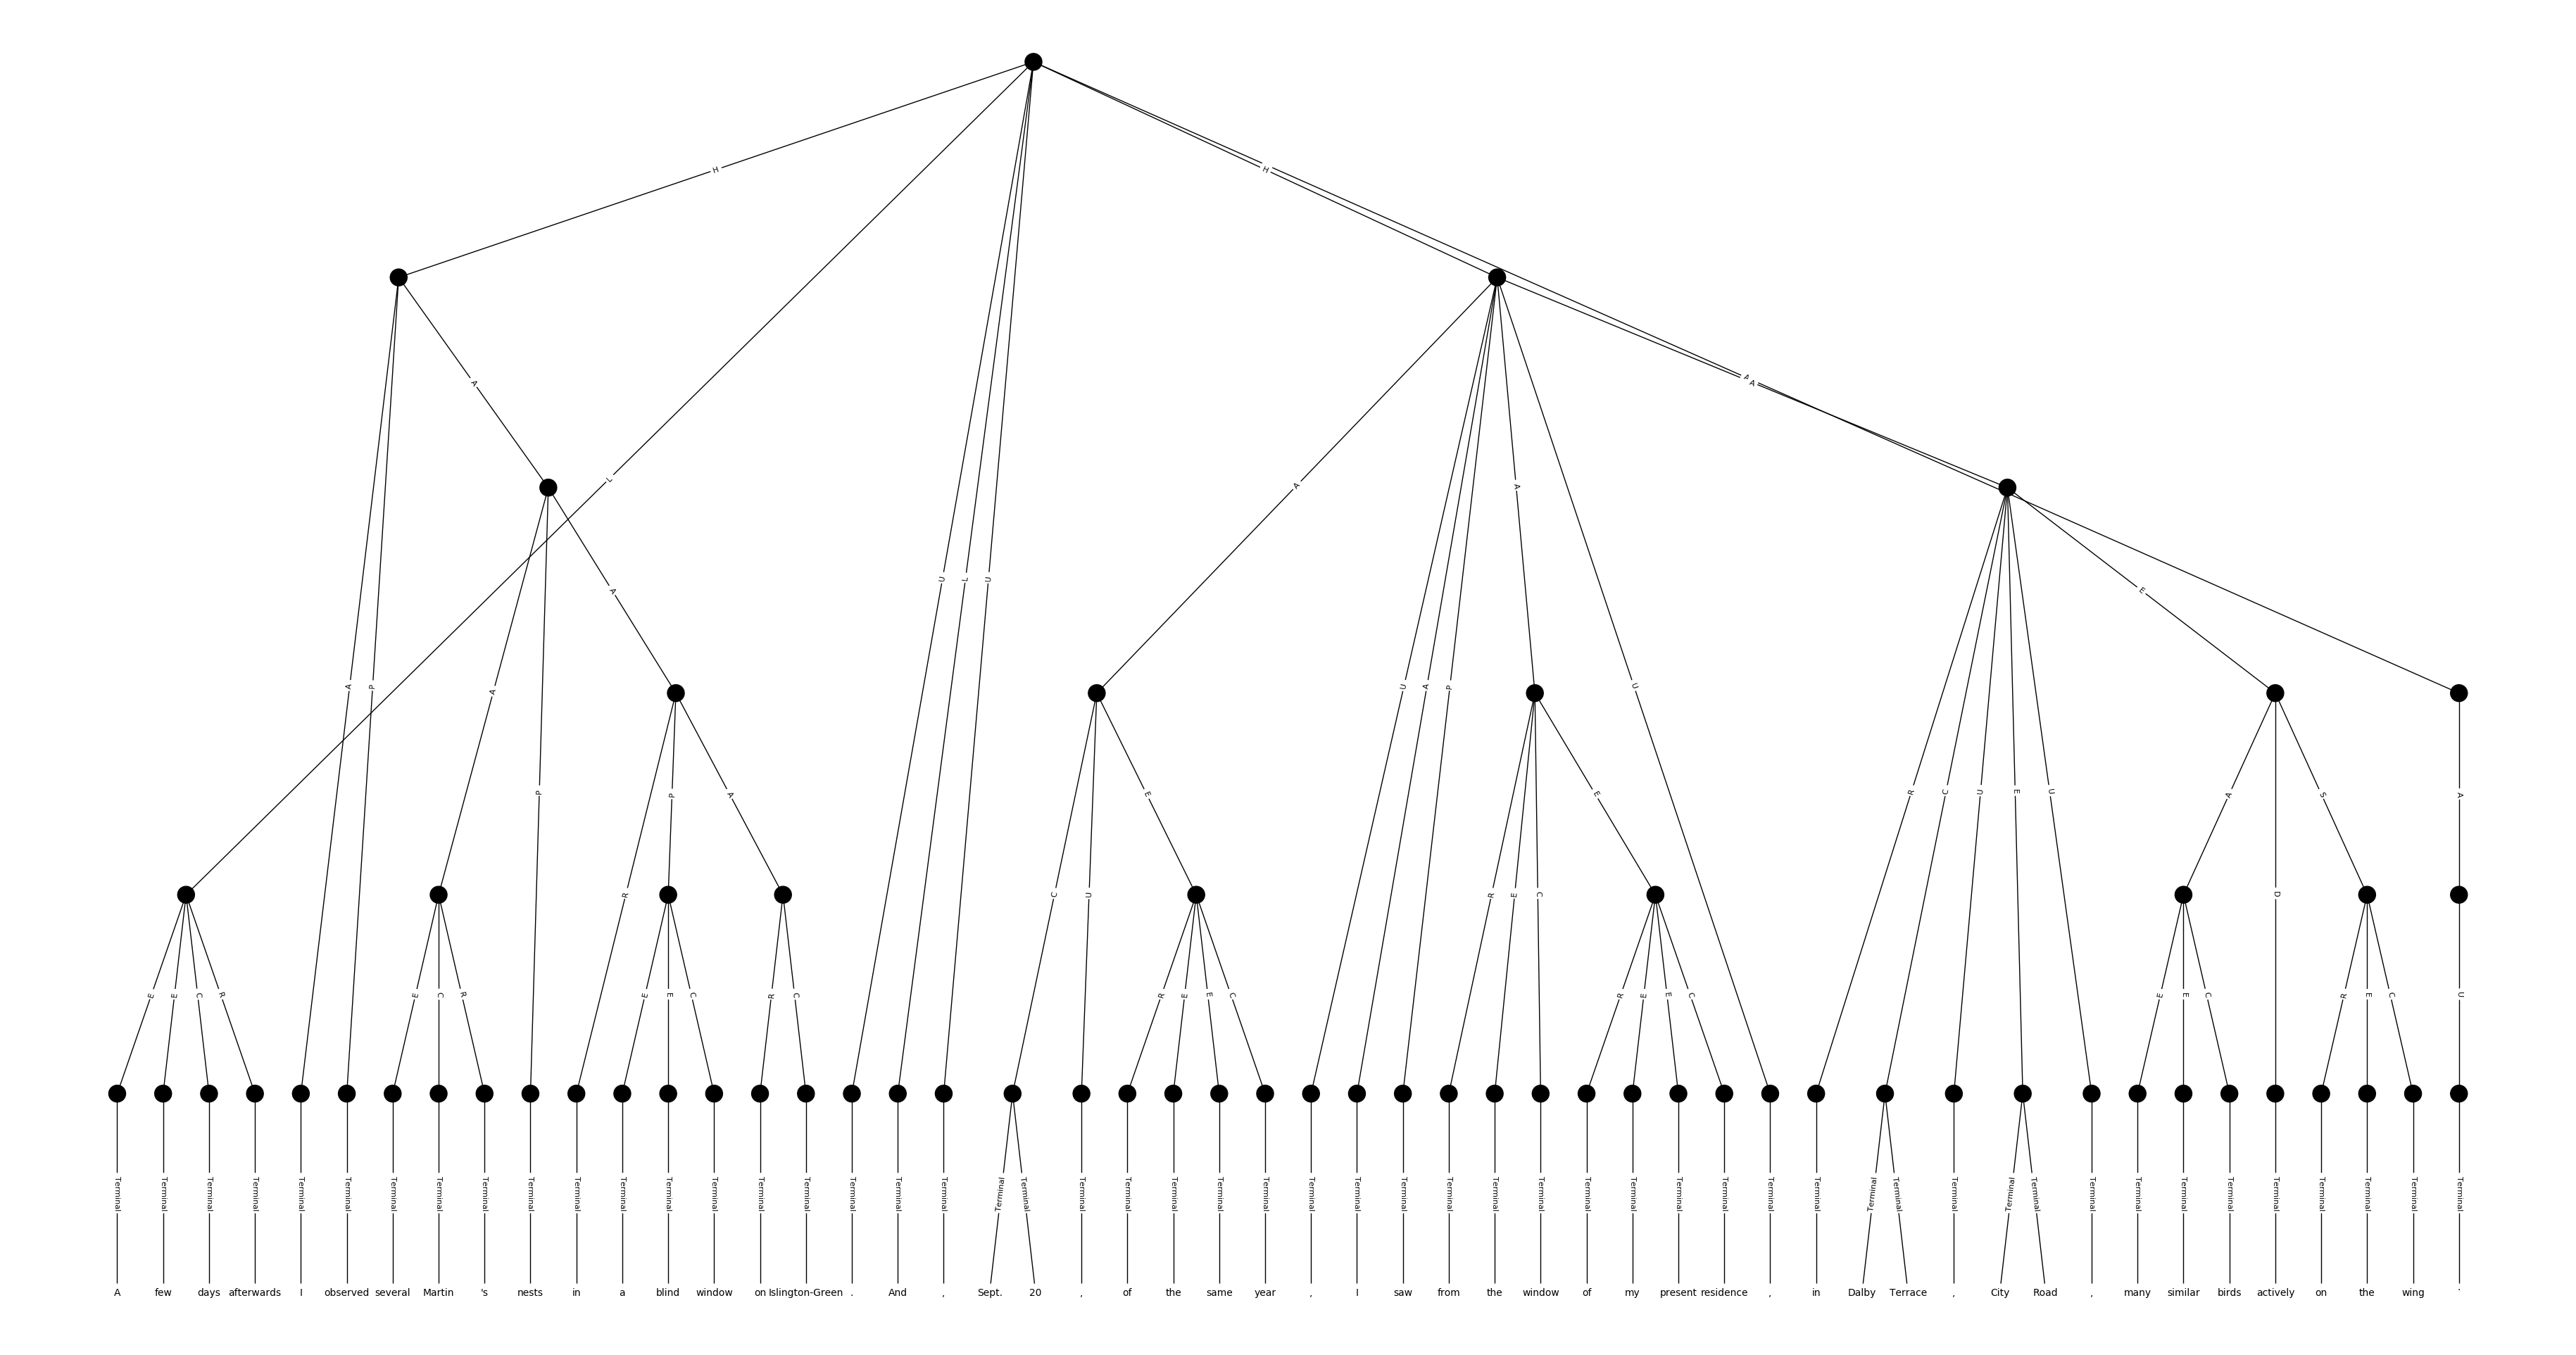 H
H
A
A
A
L
A
A
U
L
U
A
P
A
A
P
U
A
P
A
U
E
P
R
P
A
C
U
E
R
E
C
E
R
C
U
E
U
A
D
S
A
E
E
C
R
E
C
R
E
E
C
R
C
R
E
E
C
R
E
E
C
E
E
C
R
E
C
U
Terminal Terminal Terminal Terminal Terminal Terminal Terminal Terminal Terminal Terminal Terminal Terminal Terminal Terminal Terminal Terminal Terminal Terminal Terminal Terminal Terminal Terminal Terminal Terminal Terminal Terminal Terminal Terminal Terminal Terminal Terminal Terminal Terminal Terminal Terminal Terminal Terminal Terminal Terminal Terminal Terminal Terminal Terminal Terminal Terminal Terminal Terminal Terminal Terminal Terminal Terminal Terminal
A few days afterwards I observed several Martin 's nests in a blind window on Islington-Green . And , Sept. 20 , of the same year , I saw from the window of my present residence , in Dalby Terrace , City Road , many similar birds actively on the wing .